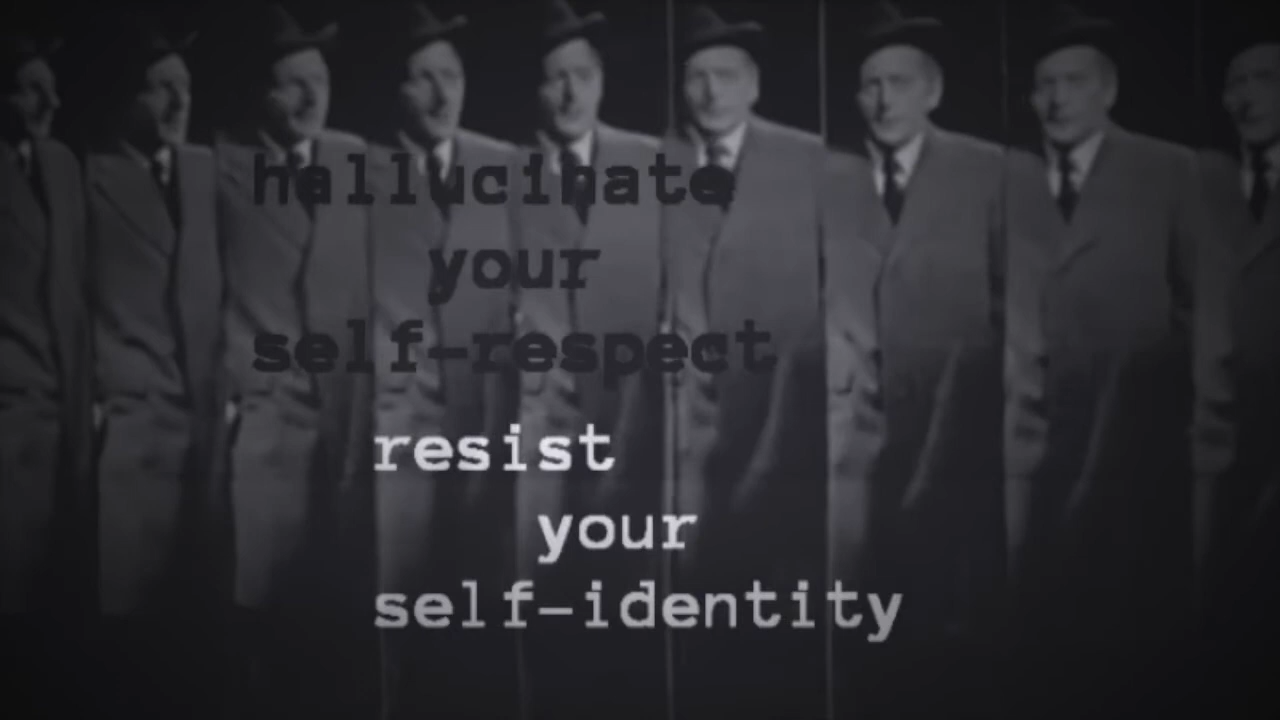 hallucinate
your
self-respect
resist
your
self-identity